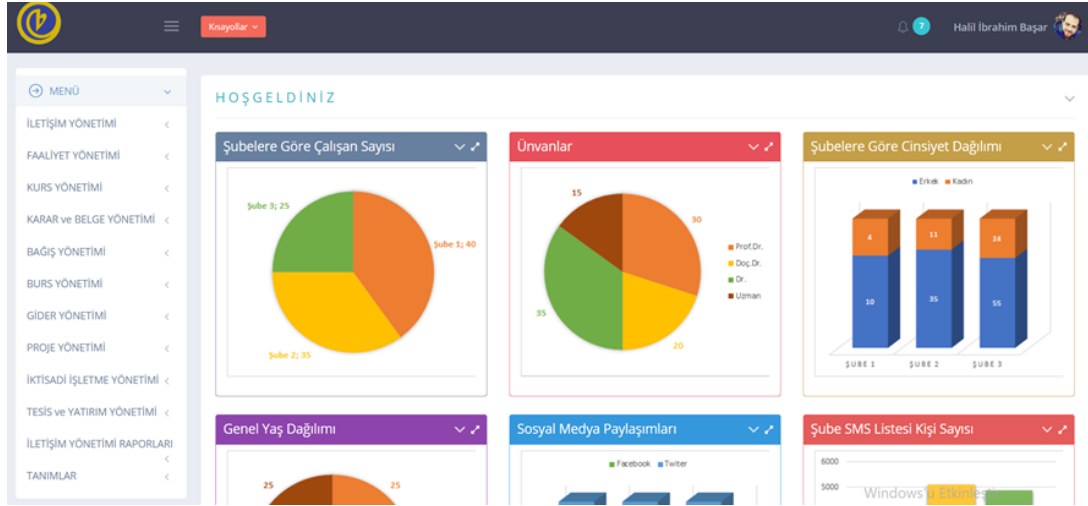 Kısayollar
7
Halil İbrahim Başar
MENÜ
İLETİŞİM YÖNETİMİ
FAALİYET YÖNETİMİ
KURS YÖNETİMİ
KARAR ve BELGE YÖNETİMİ
BAĞIŞ YÖNETİMİ
BURS YÖNETİMİ
GİDER YÖNETİMİ
PROJE YÖNETİMİ
İKTİSADİ İŞLETME YÖNETİMİ
TESİS ve YATIRIM YÖNETİMİ
İLETİŞİM YÖNETİMİ RAPORLARI
TANIMLAR
HOŞGELDİNİZ
Şubelere Göre Çalışan Sayısı
Şube 3; 25
Şube 1; 40
Şube 2; 35
Ünvanlar
15
30
35
20
Prof.Dr.
Doç.Dr.
Dr.
Uzman
Şubelere Göre Cinsiyet Dağılımı
Erkek Kadın
4 11 24
10 35 55
ŞUBE 1 ŞUBE 2 ŞUBE 3
Genel Yaş Dağılımı
25 25
Sosyal Medya Paylaşımları
Facebook Twiter
Şube SMS Listesi Kişi Sayısı
6000
5000
Windows'u Etkinleştir